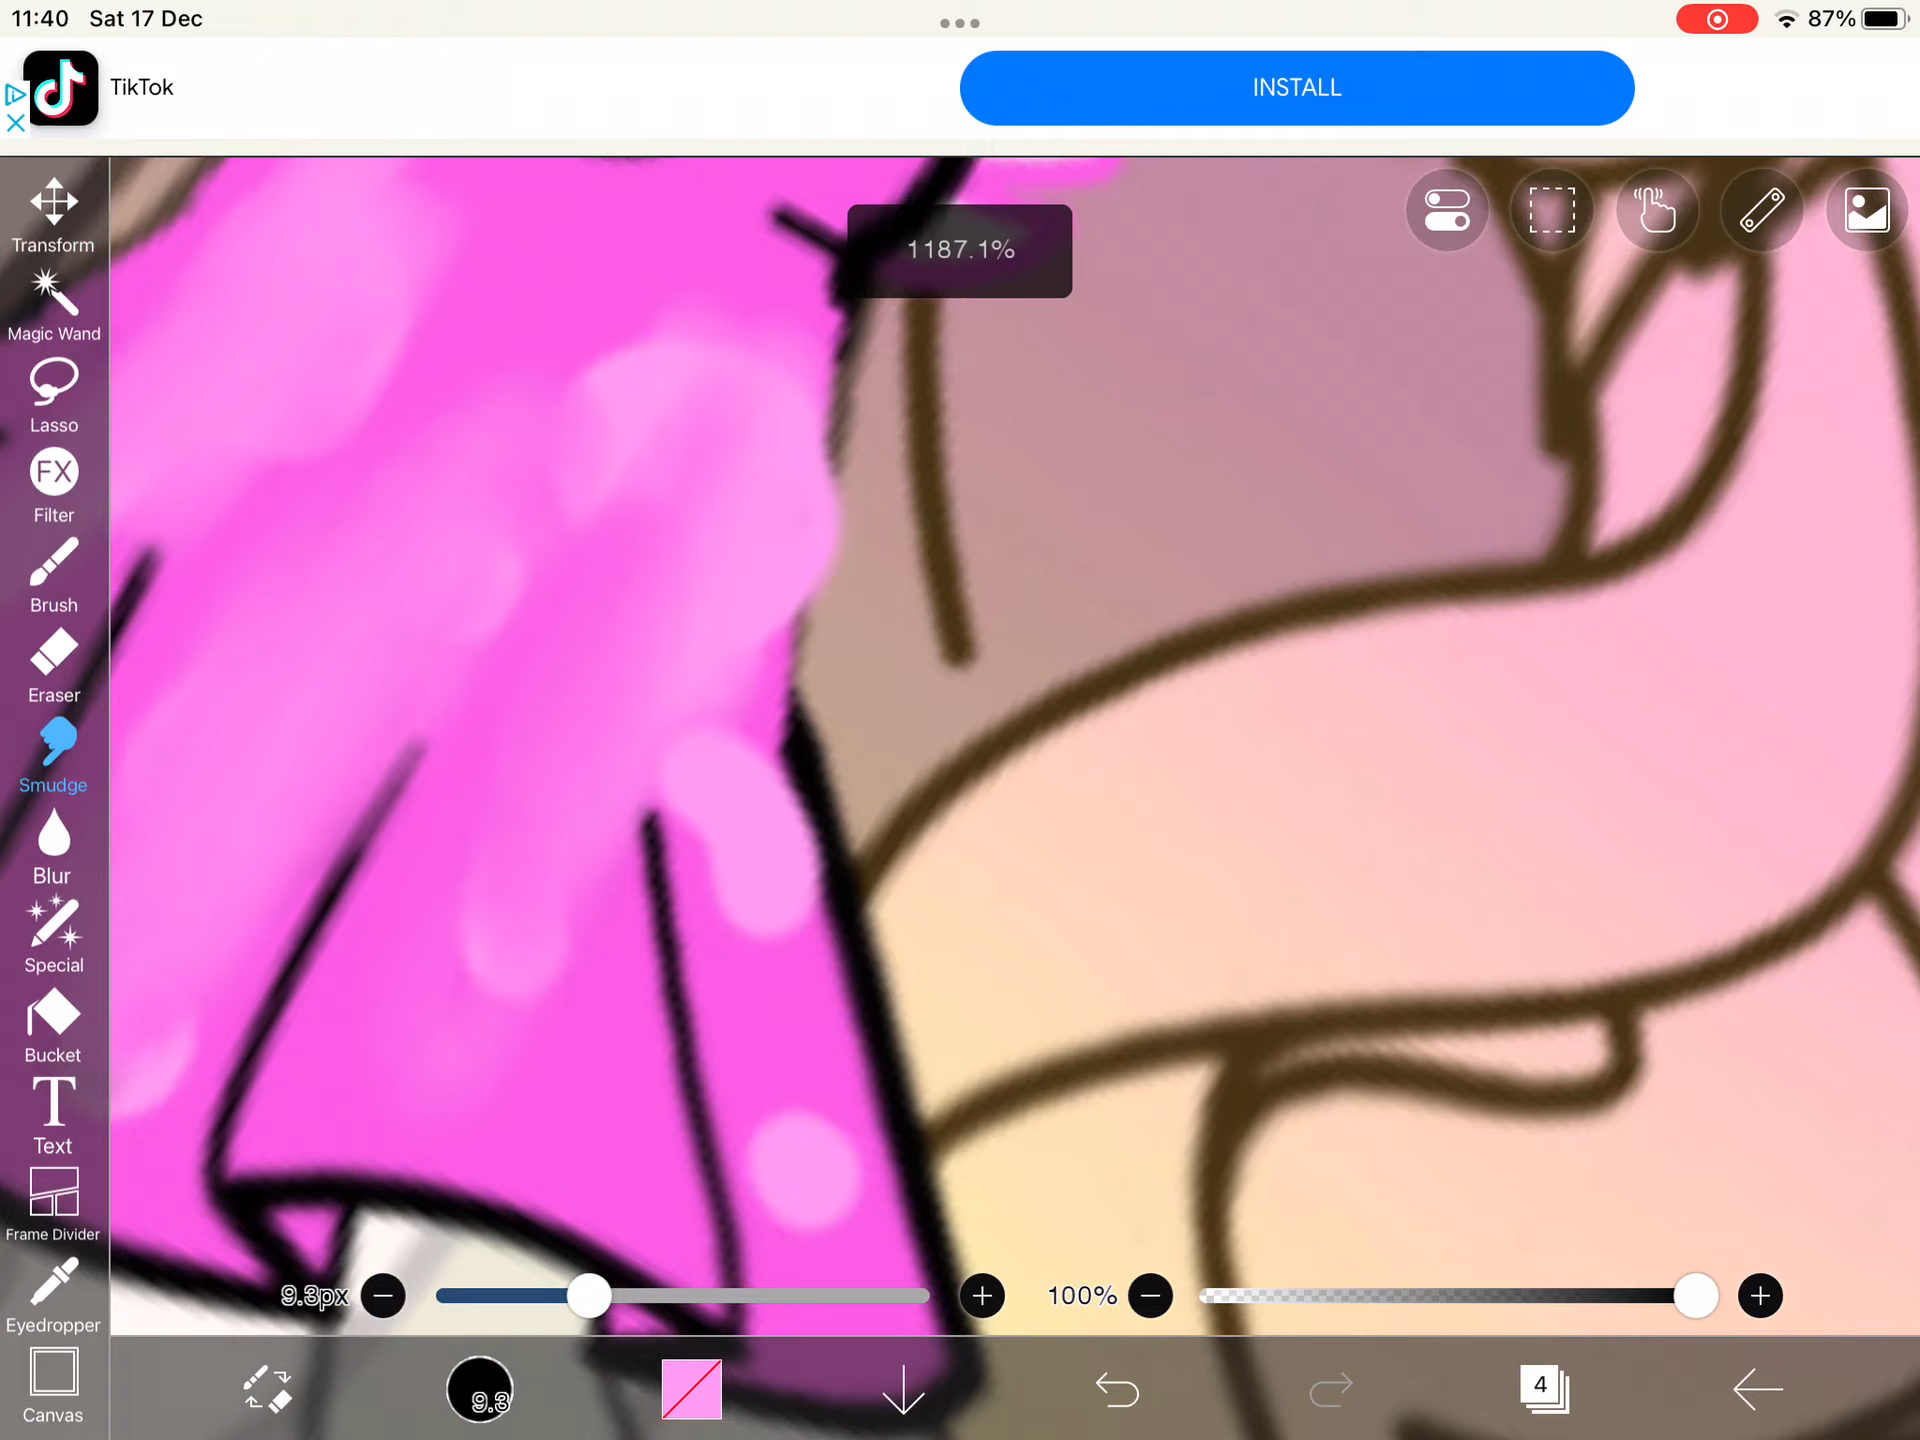 11:40 Sat 17 Dec
87%
TikTok
INSTALL
1187.1%
Transform
Magic Wand
Lasso
FX
Filter
Brush
Eraser
Smudge
Blur
Special
Bucket
T
Text
Frame Divider
Eyedropper
Canvas
9.3px
100%
9.3
4